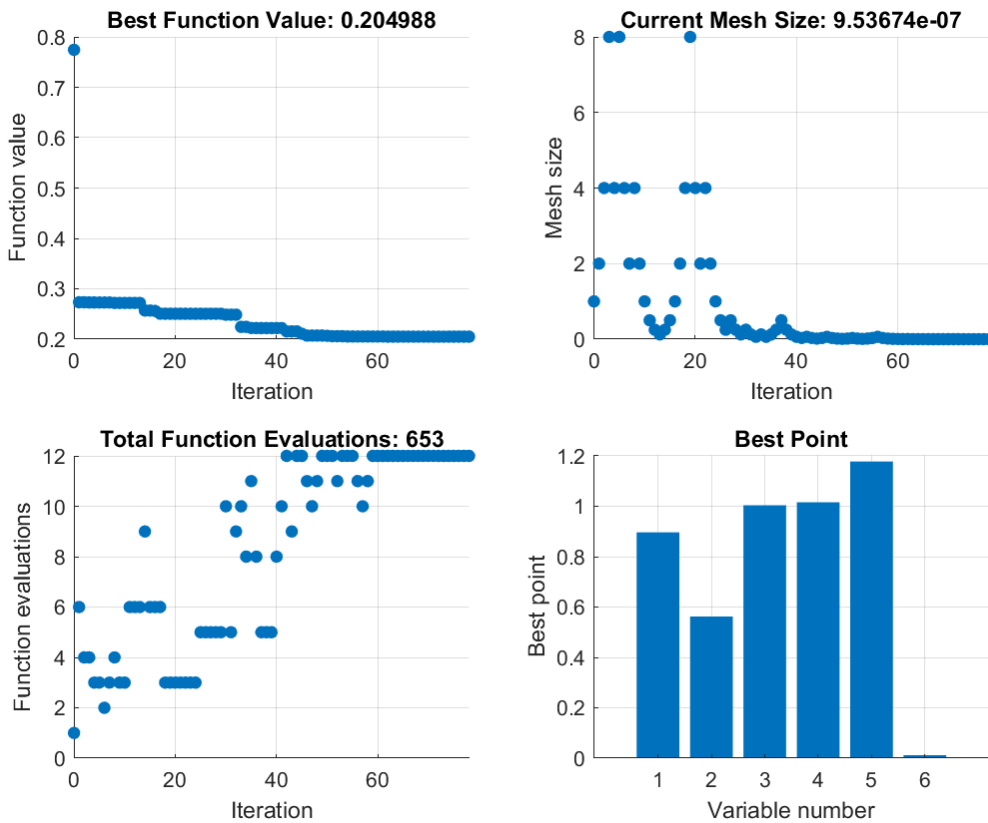 Best Function Value: 0.204988
0.8
0.7
0.6
0.5
0.4
0.3
0.2
Function value
0 20 40 60
Iteration
Current Mesh Size: 9.53674e-07
8
6
4
2
0
Mesh size
0 20 40 60
Iteration
Total Function Evaluations: 653
12
10
8
6
4
2
0
Function evaluations
0 20 40 60
Iteration
Best Point
1.2
1
0.8
0.6
0.4
0.2
0
Best point
1 2 3 4 5 6
Variable number